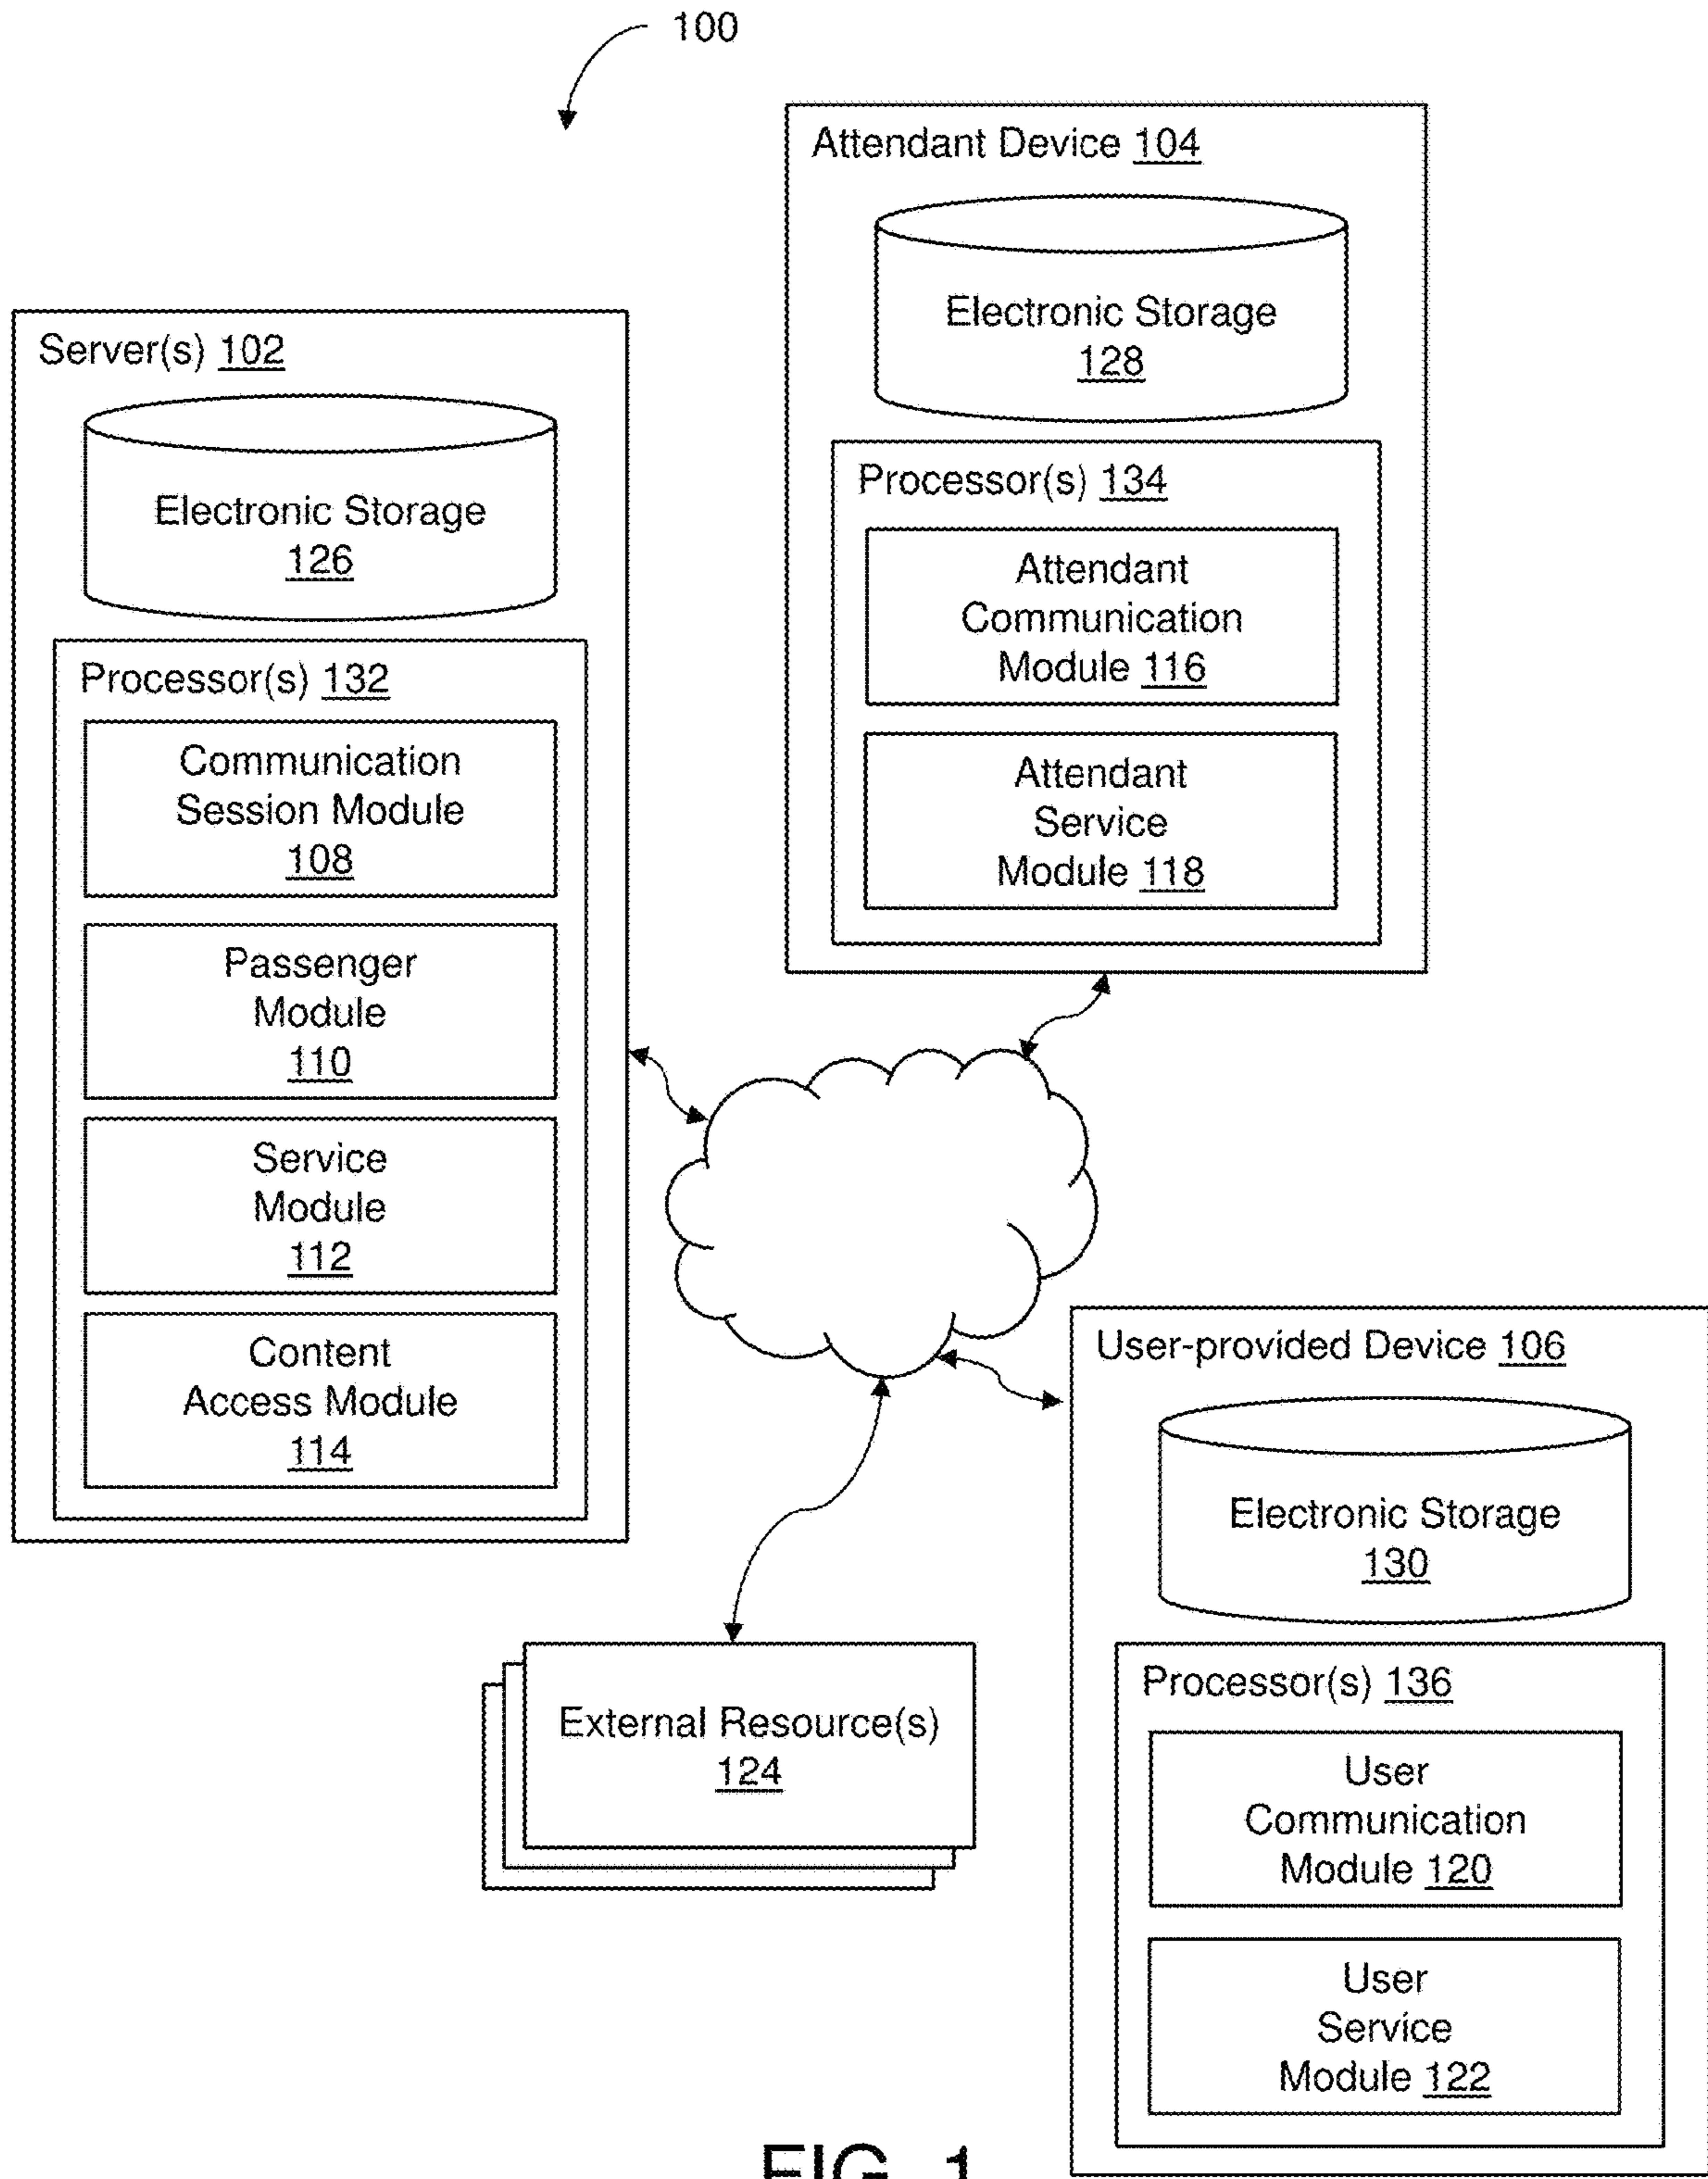 100
Attendant Device 104
Electronic Storage
128
Processor(s) 134
Attendant
Communication
Module 116
Attendant
Service
Module 118
Server(s) 102
Electronic Storage
126
Processor(s) 132
Communication
Session Module
108
Passenger
Module
110
Service
Module
112
Content
Access Module
114
User-provided Device 106
Electronic Storage
130
Processor(s) 136
User
Communication
Module 120
User
Service
Module 122
External Resource(s)
124
FIG. 1